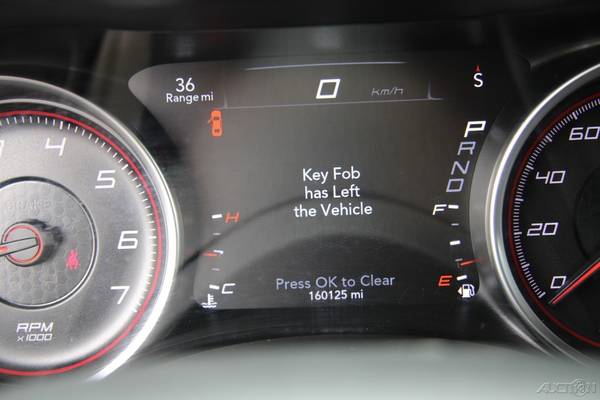 36
Range mi
0 km/h
S
Key Fob
has Left
the Vehicle
P
R
N
D
H
C
F
E
Press OK to Clear
160125 mi
4
5
6
7
BRAKE
RPM
x1000
60
40
20
0
AUCTION